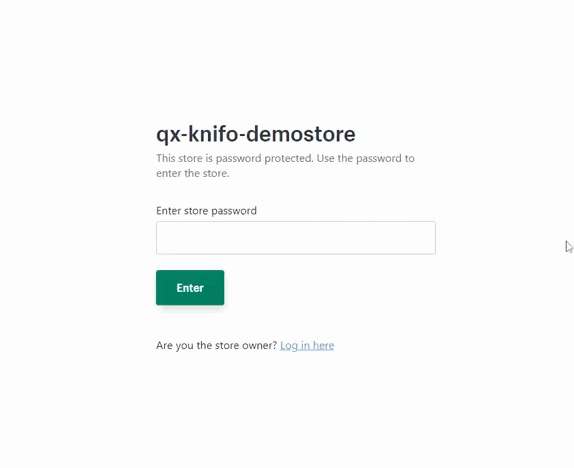 qx-knifo-demostore
This store is password protected. Use the password to
enter the store.
Enter store password
Enter
Are you the store owner? Log in here